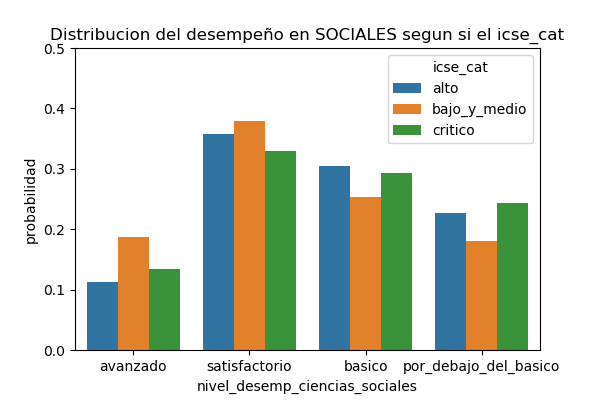 Distribucion del desempeño en SOCIALES segun si el icse_cat
0.5
0.4
0.3
0.2
0.1
0.0
probabilidad
icse_cat
alto
bajo_y_medio
critico
avanzado
satisfactorio
basico
por_debajo_del_basico
nivel_desemp_ciencias_sociales